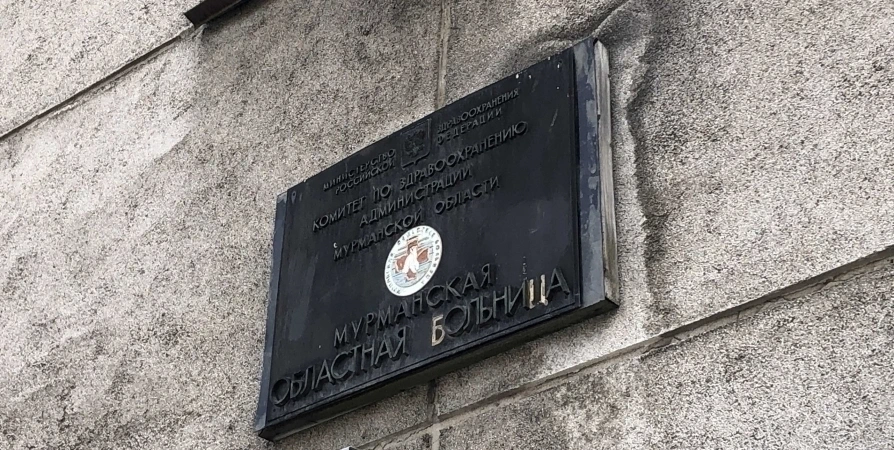 МИНИСТЕРСТВО ЗДРАВООХРАНЕНИЯ
РОССИЙСКОЙ ФЕДЕРАЦИИ
КОМИТЕТ ПО ЗДРАВООХРАНЕНИЮ
АДМИНИСТРАЦИИ
МУРМАНСКОЙ ОБЛАСТИ
МУРМАНСКАЯ
ОБЛАСТНАЯ БОЛЬНИЦА